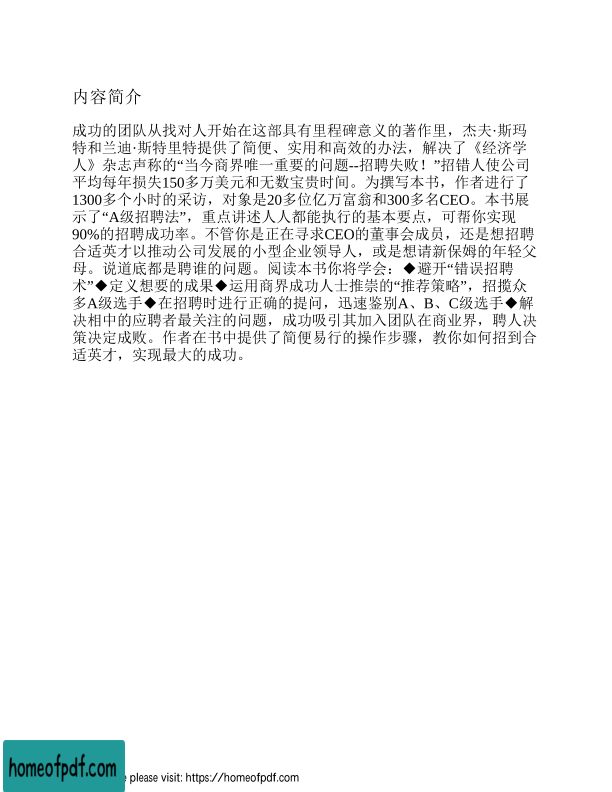 内容简介
成功的团队从找对人开始在这部具有里程碑意义的著作里，杰夫·斯玛
特和兰迪·斯特里特提供了简便、实用和高效的办法，解决了《经济学
人》杂志声称的“当今商界唯一重要的问题--招聘失败！”招错人使公司
平均每年损失150多万美元和无数宝贵时间。为撰写本书，作者进行了
1300多个小时的采访，对象是20多位亿万富翁和300多名CEO。本书展
示了“A级招聘法”，重点讲述人人都能执行的基本要点，可帮你实现
90%的招聘成功率。不管你是正在寻求CEO的董事会成员，还是想招聘
合适英才以推动公司发展的小型企业领导人，或是想请新保姆的年轻父
母。说道底都是聘谁的问题。阅读本书你将学会：◆避开“错误招聘
术”◆定义想要的成果◆运用商界成功人士推崇的“推荐策略”，招揽众
多A级选手◆在招聘时进行正确的提问，迅速鉴别A、B、C级选手◆解
决相中的应聘者最关注的问题，成功吸引其加入团队在商业界，聘人决
策决定成败。作者在书中提供了简便易行的操作步骤，教你如何招到合
适英才，实现最大的成功。
homeofpdf.com
e please visit: https://homeofpdf.com